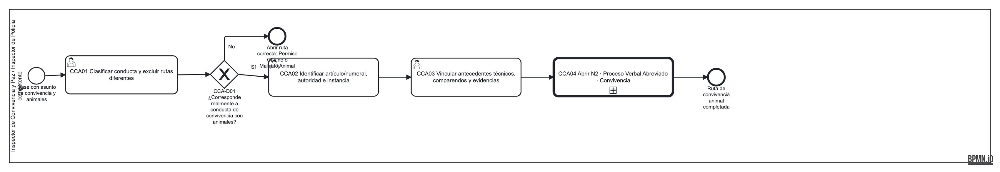 Inspector de Convivencia y Paz / Inspector de Policía
competente
Case con asunto
de convivencia y
animales
CCA01 Clasificar conducta y excluir rutas
diferentes
No
Sí
CCA-D01
¿Corresponde
realmente a
conducta de
convivencia con
animales?
Abrir ruta
correcta: Permiso
Canino o
Maltrato Animal
CCA02 Identificar artículo/numeral,
autoridad e instancia
CCA03 Vincular antecedentes técnicos,
comparendos y evidencias
CCA04 Abrir N2 · Proceso Verbal Abreviado
· Convivencia
Ruta de
convivencia
animal
completada
BPMN.iO